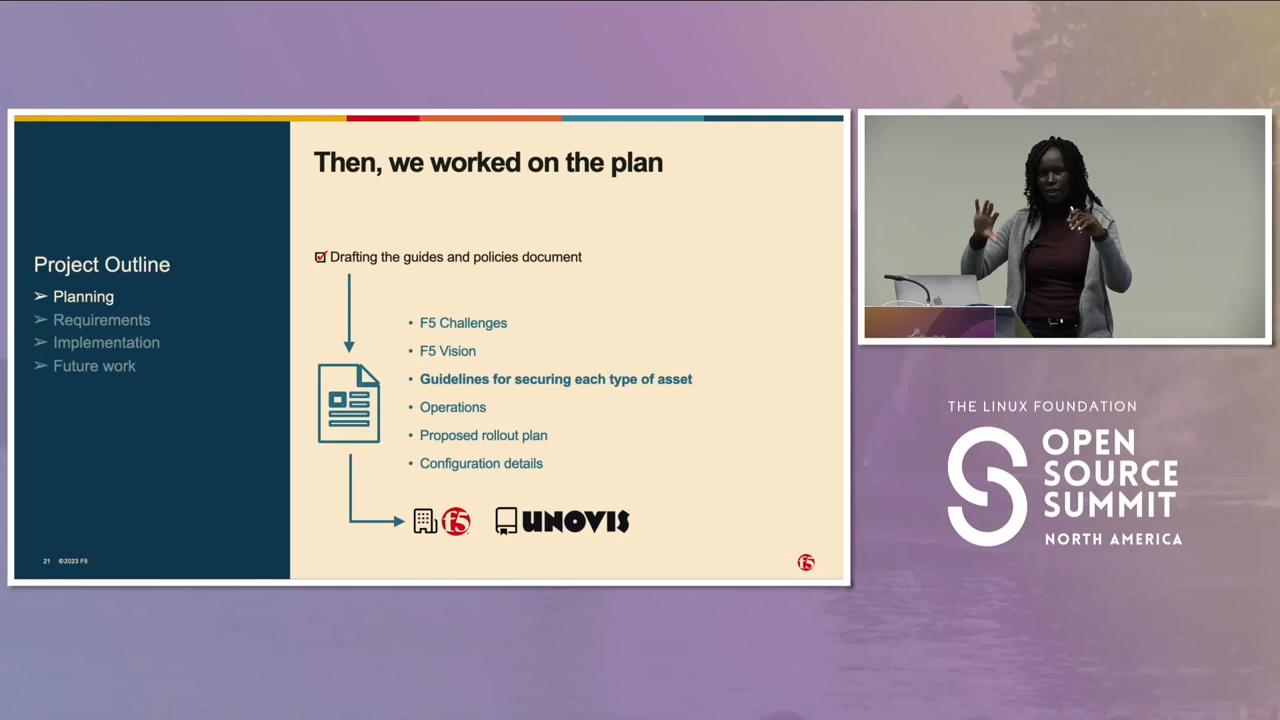 Then, we worked on the plan
Project Outline
➢ Planning
➢ Requirements
➢ Implementation
➢ Future work
Drafting the guides and policies document
• F5 Challenges
• F5 Vision
• Guidelines for securing each type of asset
• Operations
• Proposed rollout plan
• Configuration details
f5 UNOVIS
21 ©2023 F5
f5
THE LINUX FOUNDATION
OPEN
SOURCE
SUMMIT
NORTH AMERICA